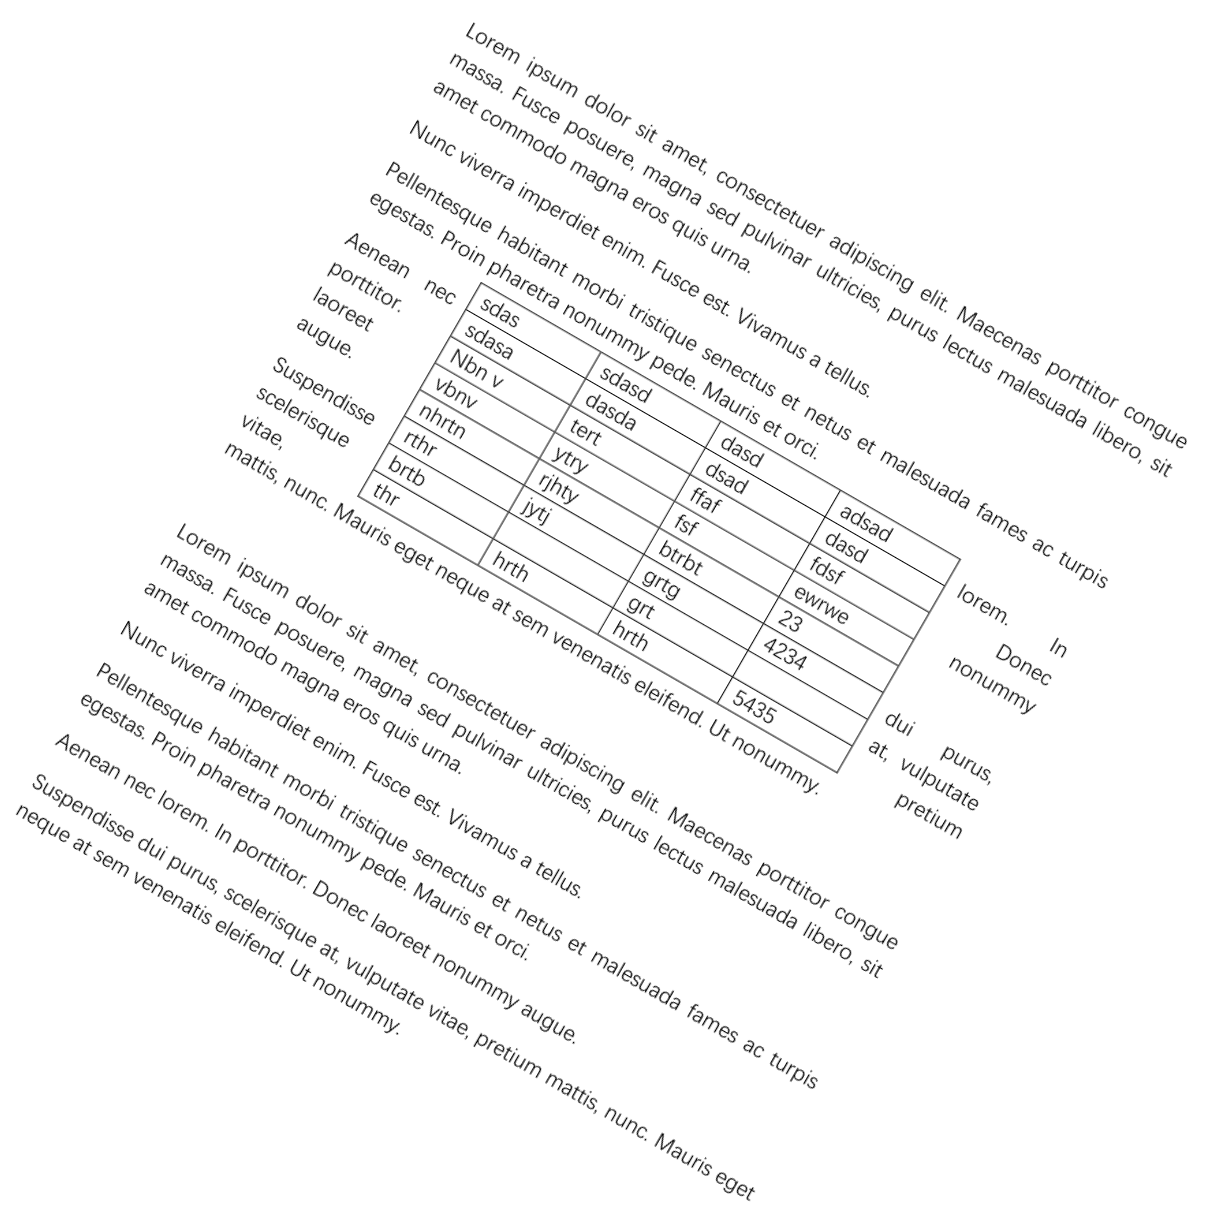 Lorem ipsum dolor sit amet, consectetuer adipiscing elit. Maecenas porttitor congue
massa. Fusce posuere, magna sed pulvinar ultricies, purus lectus malesuada libero, sit
amet commodo magna eros quis urna.
Nunc viverra imperdiet enim. Fusce est. Vivamus a tellus.
Pellentesque habitant morbi tristique senectus et netus et malesuada fames ac turpis
egestas. Proin pharetra nonummy pede. Mauris et orci.
Aenean nec lorem. In
porttitor. Donec
laoreet nonummy
augue.
Suspendisse dui purus,
scelerisque at, vulputate
vitae, pretium
mattis, nunc. Mauris eget neque at sem venenatis eleifend. Ut nonummy.
sdas sdasd dasd adsad
sdasa dasda dsad dasd
Nbn v tert ffaf fdsf
vbnv ytry fsf ewrwe
nhrtn rjhty btrbt 23
rthr jytj grtg 4234
brtb grt
thr hrth hrth 5435
Lorem ipsum dolor sit amet, consectetuer adipiscing elit. Maecenas porttitor congue
massa. Fusce posuere, magna sed pulvinar ultricies, purus lectus malesuada libero, sit
amet commodo magna eros quis urna.
Nunc viverra imperdiet enim. Fusce est. Vivamus a tellus.
Pellentesque habitant morbi tristique senectus et netus et malesuada fames ac turpis
egestas. Proin pharetra nonummy pede. Mauris et orci.
Aenean nec lorem. In porttitor. Donec laoreet nonummy augue.
Suspendisse dui purus, scelerisque at, vulputate vitae, pretium mattis, nunc. Mauris eget
neque at sem venenatis eleifend. Ut nonummy.